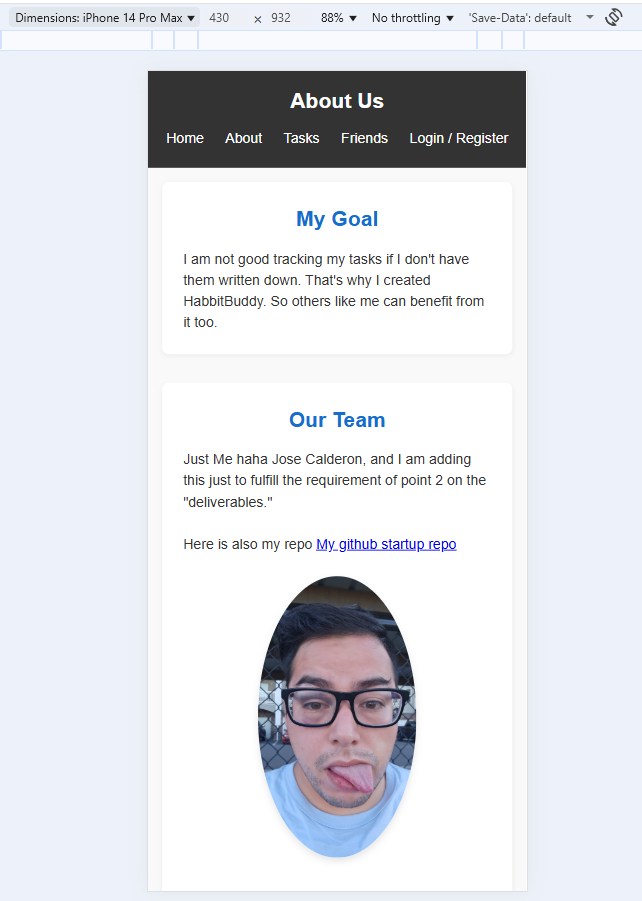 Dimensions: iPhone 14 Pro Max ▼ 430 × 932 88% ▼ No throttling ▼ 'Save-Data': default
About Us
Home About Tasks Friends Login / Register
My Goal
I am not good tracking my tasks if I don't have
them written down. That's why I created
HabbitBuddy. So others like me can benefit from
it too.
Our Team
Just Me haha Jose Calderon, and I am adding
this just to fulfill the requirement of point 2 on the
"deliverables."
Here is also my repo My github startup repo